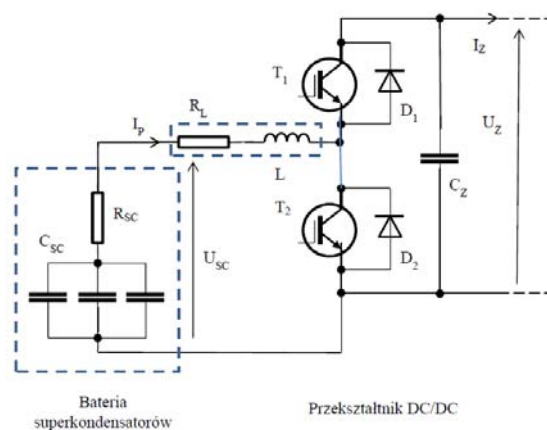 I_Z
T_1
D_1
R_L
I_P
U_Z
L
C_Z
T_2
R_SC
C_SC
U_SC
D_2
Bateria
superkondensatorów
Przekształtnik DC/DC